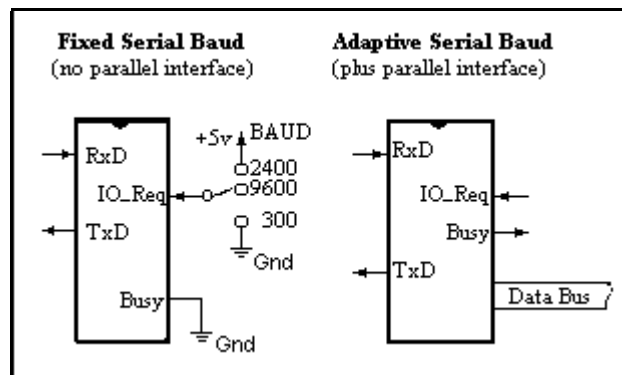 Fixed Serial Baud
(no parallel interface)
+5v BAUD
RxD
2400
IO_Req
9600
TxD
300
Gnd
Busy
Gnd
Adaptive Serial Baud
(plus parallel interface)
RxD
IO_Req
Busy
TxD
Data Bus